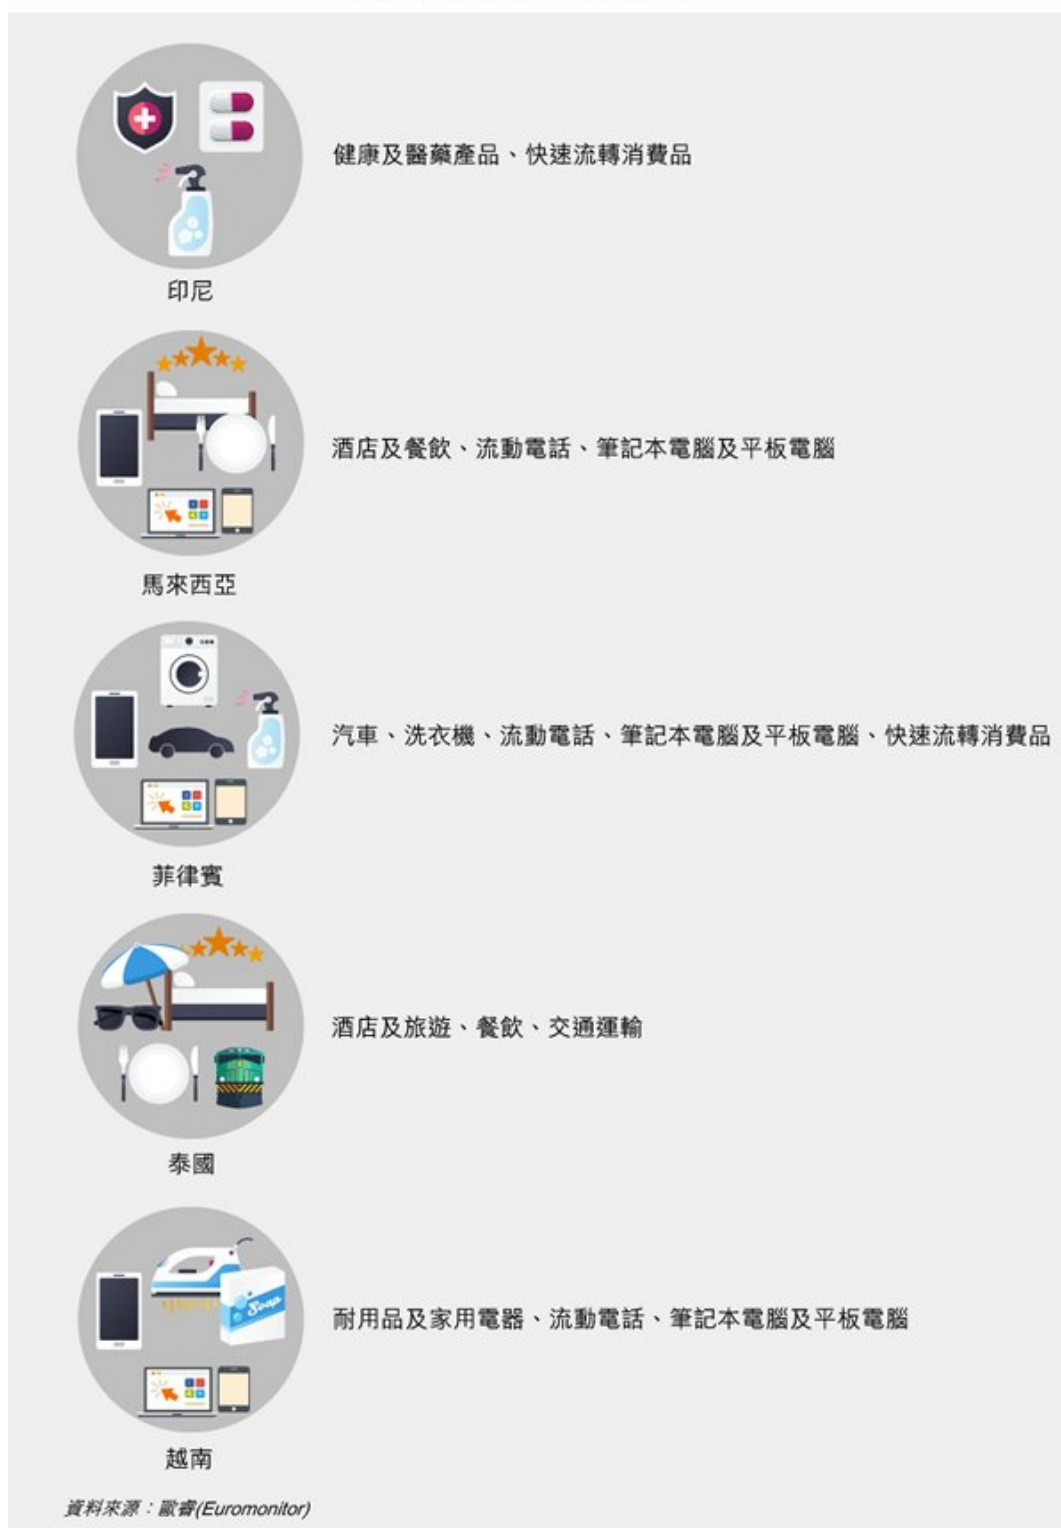 健康及醫藥產品、快速流轉消費品
印尼
酒店及餐飲、流動電話、筆記本電腦及平板電腦
馬來西亞
汽車、洗衣機、流動電話、筆記本電腦及平板電腦、快速流轉消費品
菲律賓
酒店及旅遊、餐飲、交通運輸
泰國
Soap
耐用品及家用電器、流動電話、筆記本電腦及平板電腦
越南
資料來源：歐睿(Euromonitor)